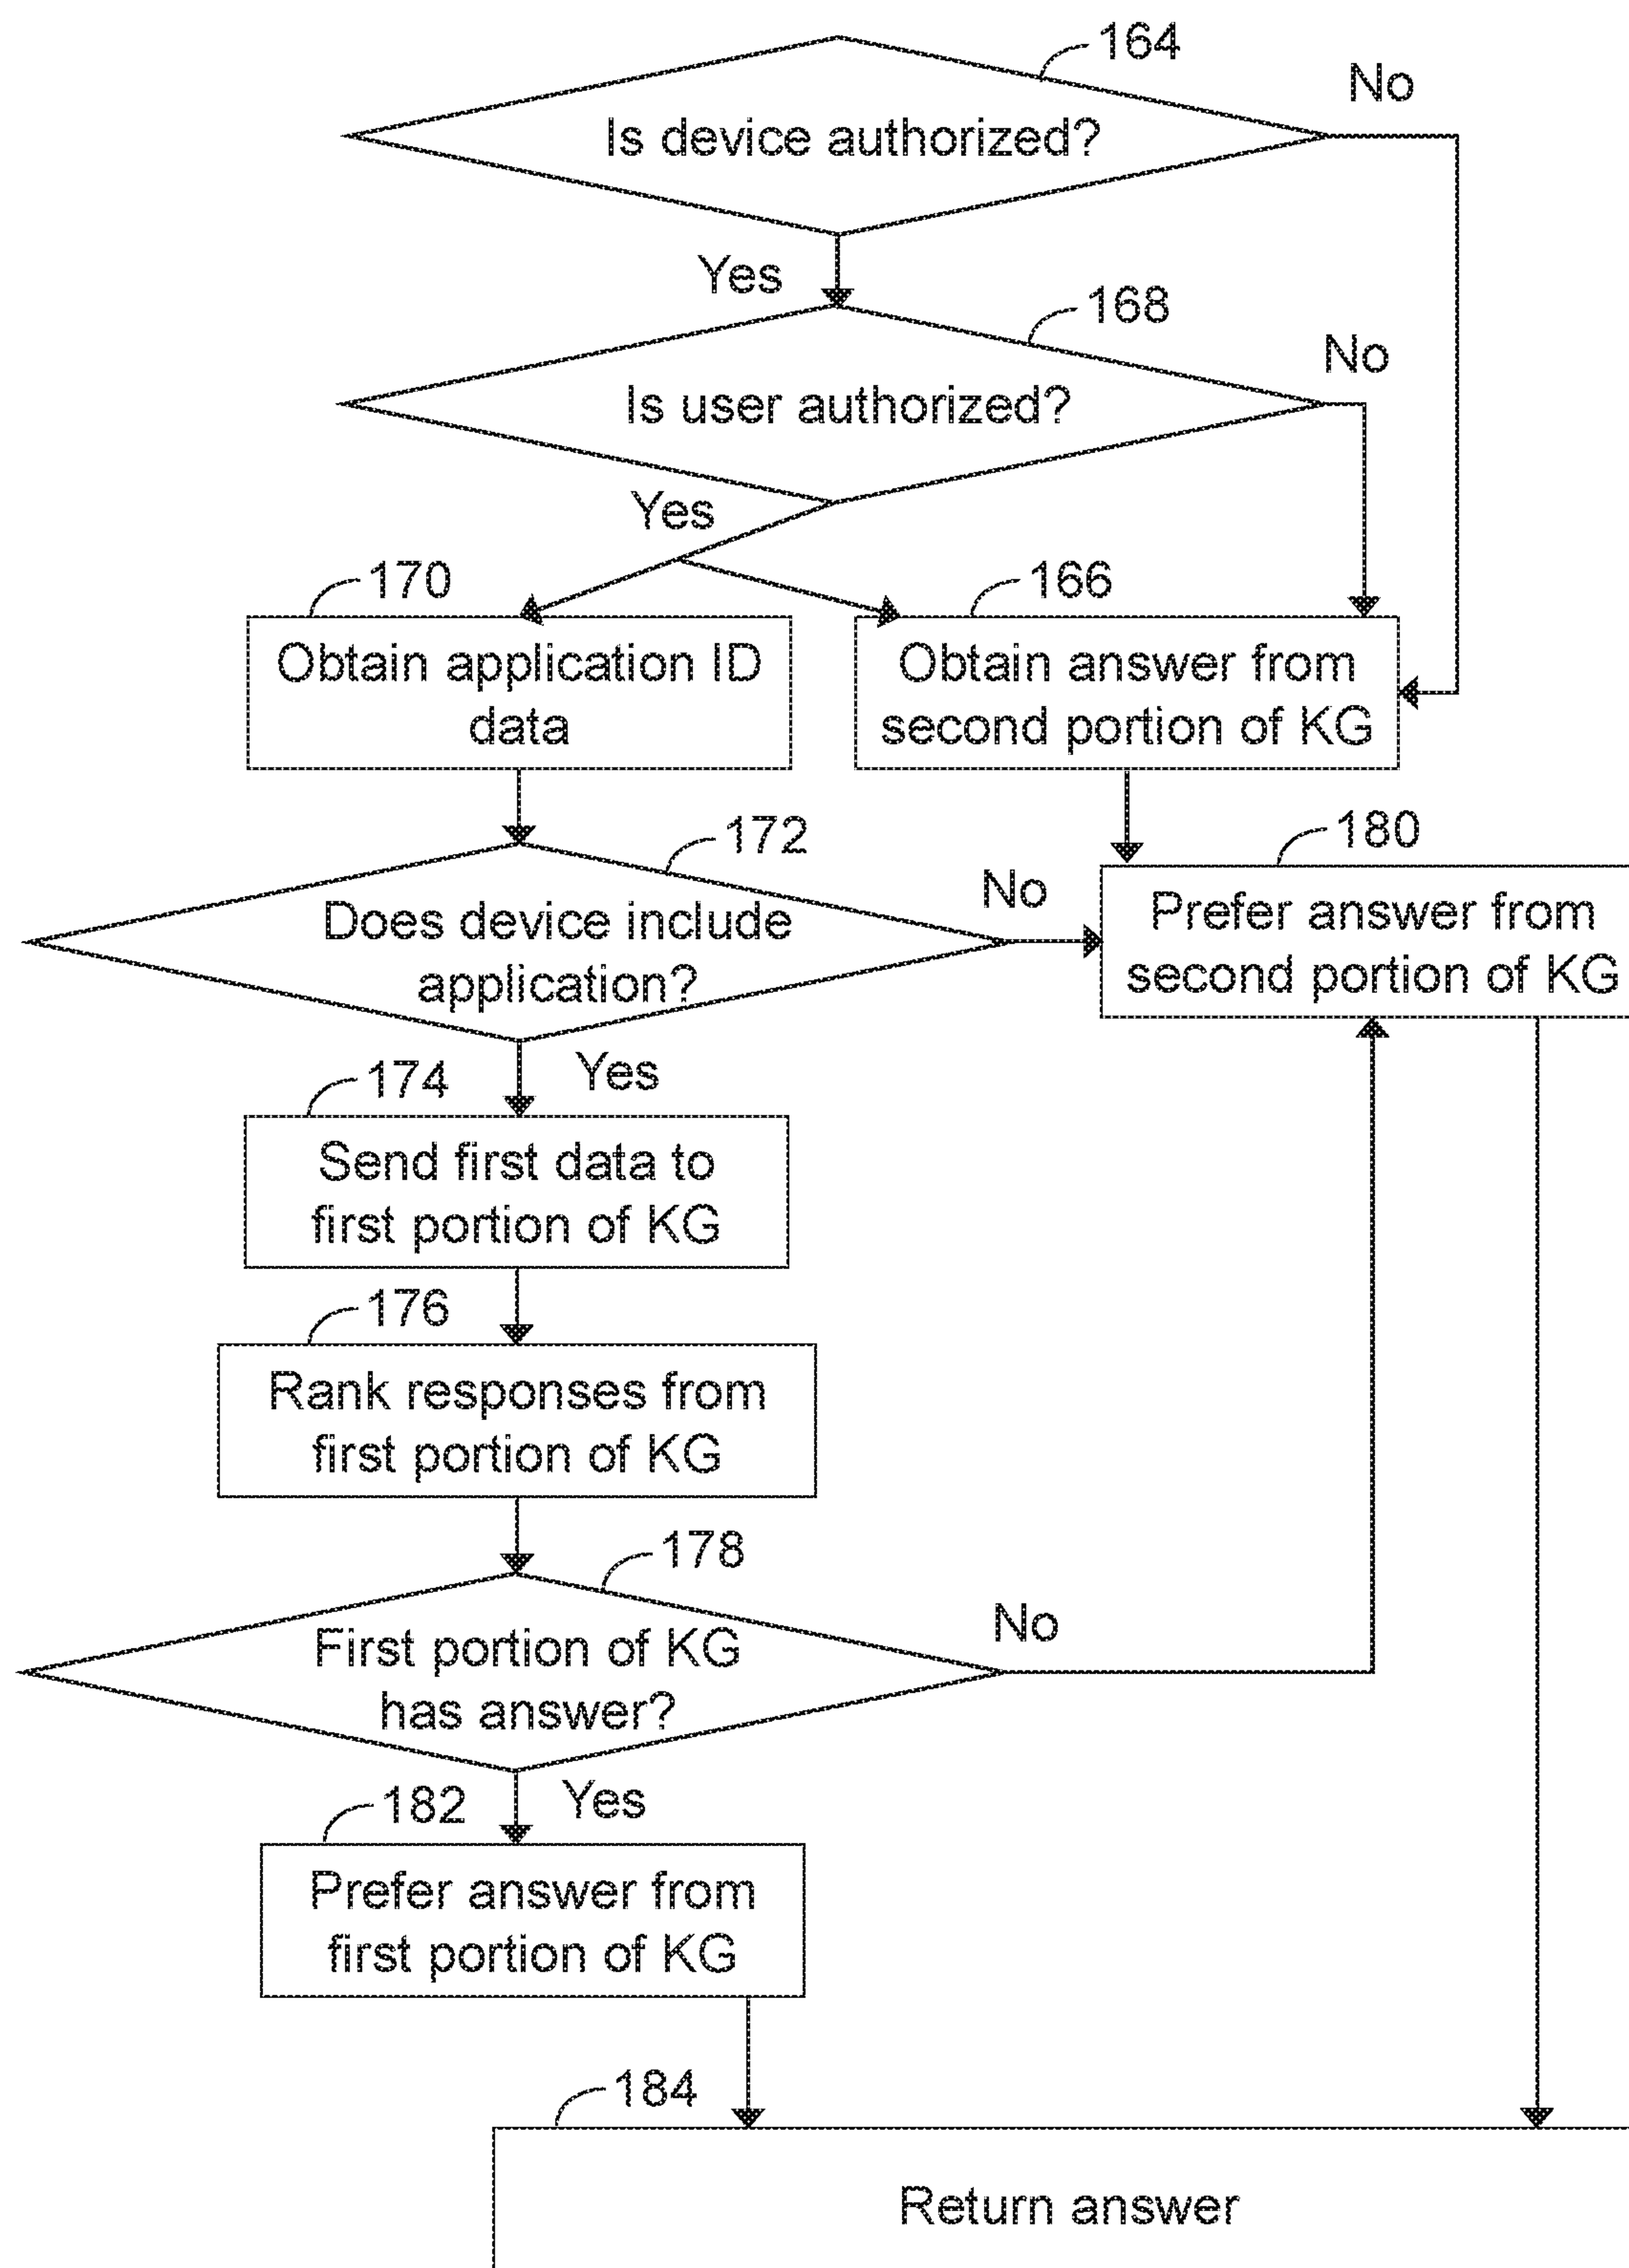 164
No
Is device authorized?
Yes
168
No
Is user authorized?
Yes
170
166
Obtain application ID
data
Obtain answer from
second portion of KG
172
180
No
Does device include
application?
Prefer answer from
second portion of KG
Yes
174
Send first data to
first portion of KG
176
Rank responses from
first portion of KG
178
No
First portion of KG
has answer?
Yes
182
Prefer answer from
first portion of KG
184
Return answer